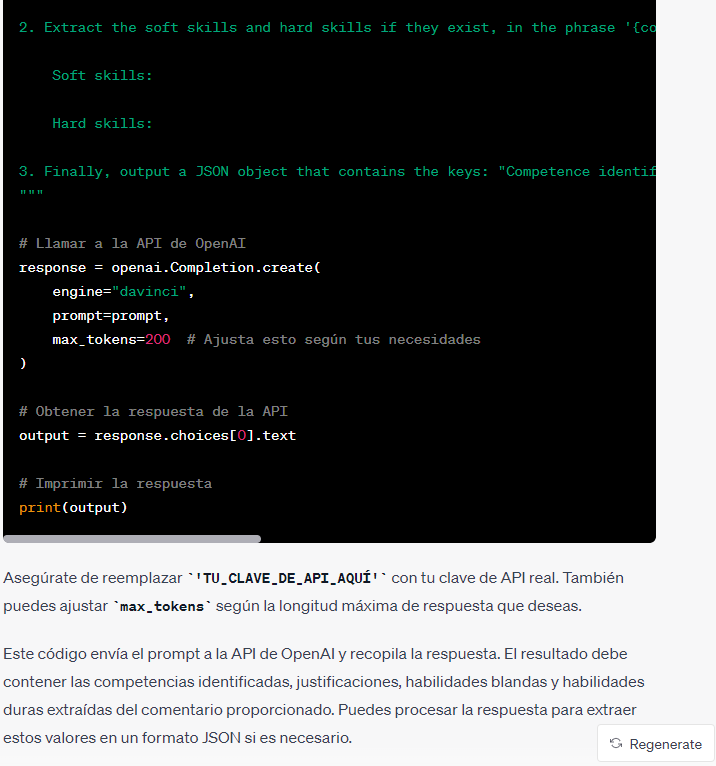 2. Extract the soft skills and hard skills if they exist, in the phrase '{co
Soft skills:
Hard skills:
3. Finally, output a JSON object that contains the keys: "Competence identif
"""
# Llamar a la API de OpenAI
response = openai.Completion.create(
engine="davinci",
prompt=prompt,
max_tokens=200  # Ajusta esto según tus necesidades
)
# Obtener la respuesta de la API
output = response.choices[0].text
# Imprimir la respuesta
print(output)
Asegúrate de reemplazar `'TU_CLAVE_DE_API_AQUÍ'` con tu clave de API real. También
puedes ajustar `max_tokens` según la longitud máxima de respuesta que deseas.
Este código envía el prompt a la API de OpenAI y recopila la respuesta. El resultado debe
contener las competencias identificadas, justificaciones, habilidades blandas y habilidades
duras extraídas del comentario proporcionado. Puedes procesar la respuesta para extraer
estos valores en un formato JSON si es necesario.
Regenerate